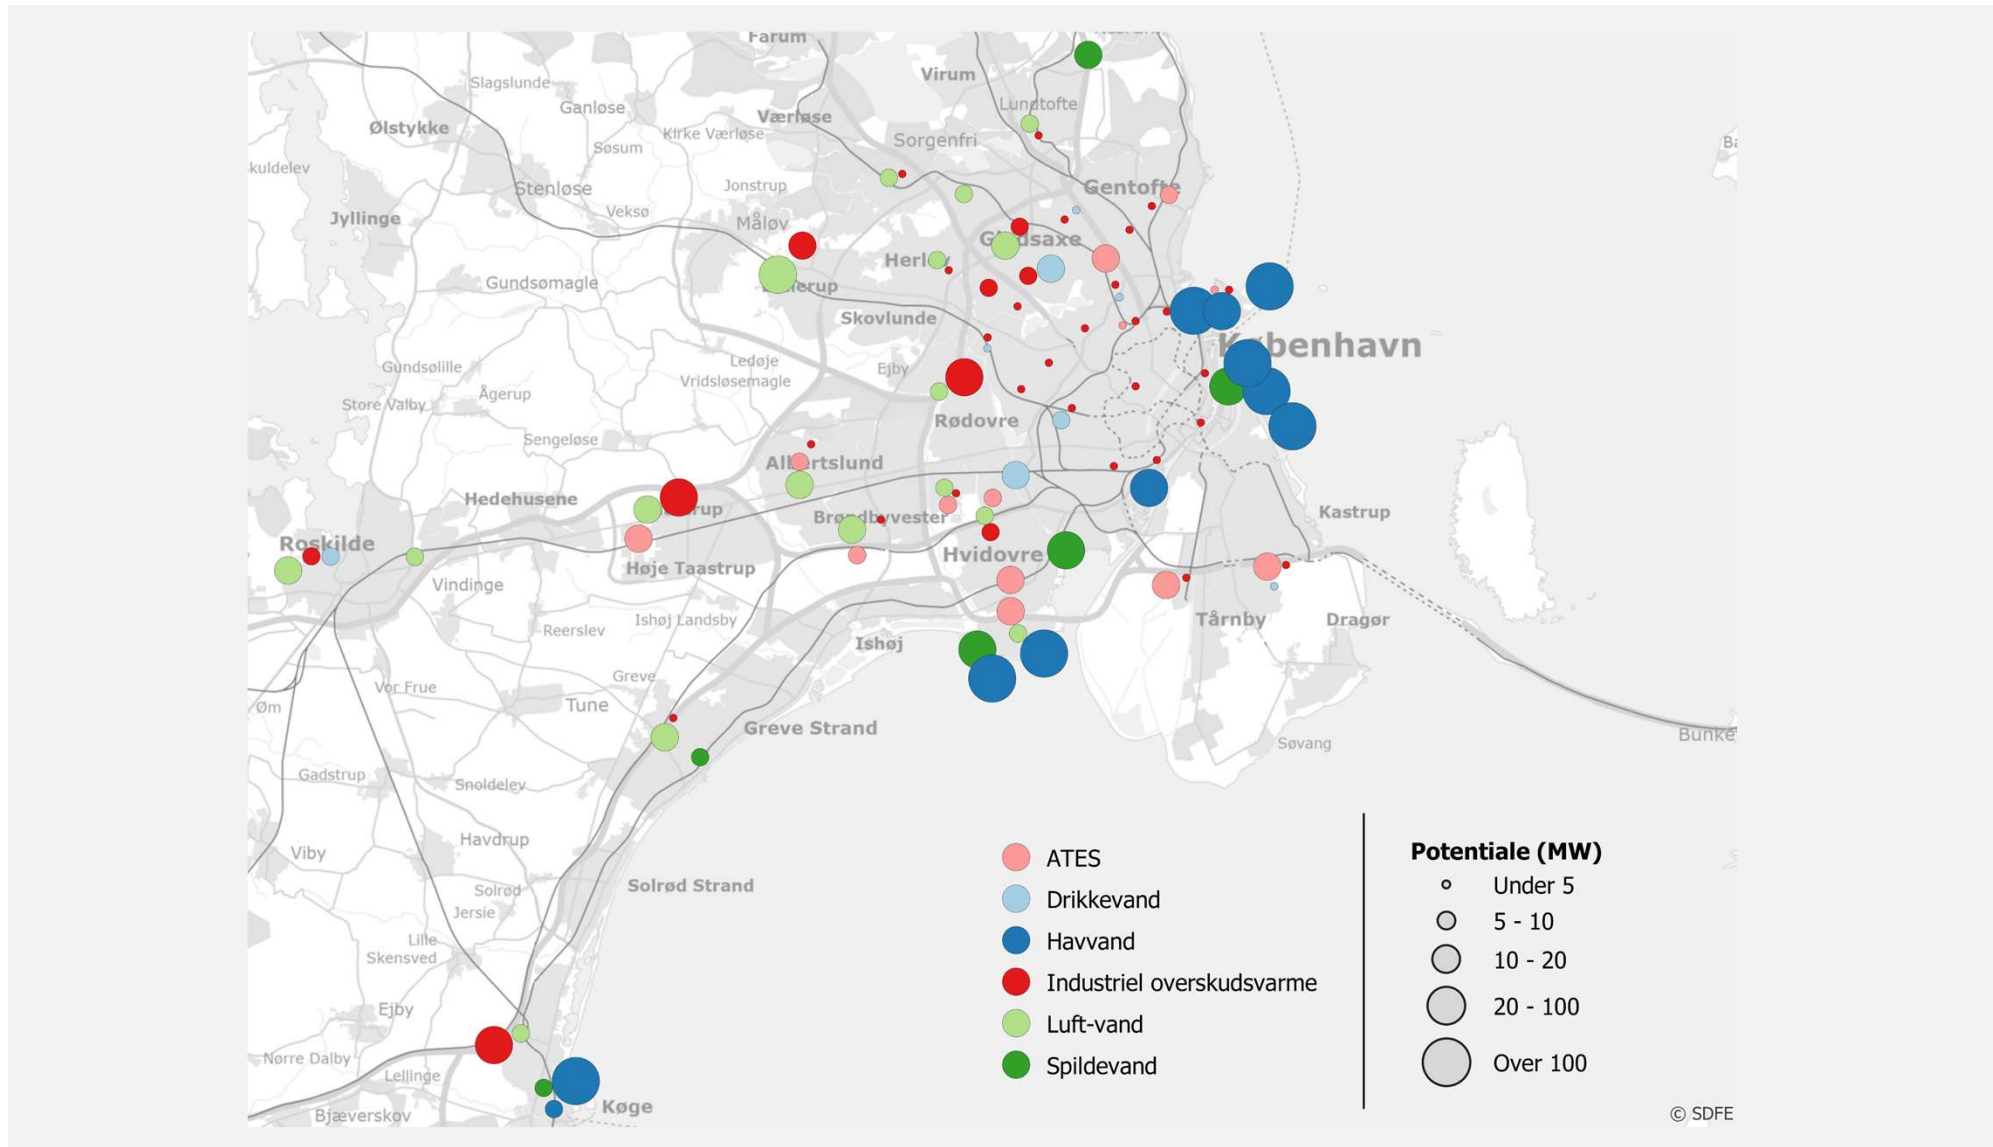 Farum
Virum
Slagslunde
Ganløse
Lundtofte
Ølstykke
Værløse
Kirke Værløse
Søsum
Sorgenfri
kuldelev
Stenløse
Jonstrup
Gentofte
Jyllinge
Veksø
Måløv
Gundsømagle
København
Skovlunde
Gundsølille
Ledøje
Vridsløsemagle
Ejby
Ågerup
Store Valby
Rødovre
Sengeløse
Hedehusene
Kastrup
Roskilde
Brøndbyvester
Hvidovre
Høje Taastrup
Vindinge
Reerslev
Ishøj Landsby
Ishøj
Tårnby
Dragør
Greve
Vor Frue
Øm
Tune
Greve Strand
Søvang
Bunke
Gadstrup
Snoldelev
Havdrup
Viby
Solrød
Solrød Strand
Jersie
Lille
Skensved
Ejby
Nørre Dalby
Lellinge
Bjæverskov
Køge
ATES
Drikkevand
Havvand
Industriel overskudsvarme
Luft-vand
Spildevand
Potentiale (MW)
Under 5
5 - 10
10 - 20
20 - 100
Over 100
© SDFE